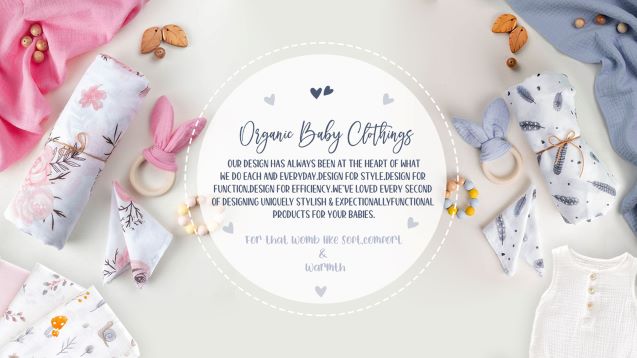 Organic Baby Clothings
OUR DESIGN HAS ALWAYS BEEN AT THE HEART OF WHAT
WE DO EACH AND EVERYDAY.DESIGN FOR STYLE,DESIGN FOR
FUNCTION,DESIGN FOR EFFICIENCY.WE'VE LOVED EVERY SECOND
OF DESIGNING UNIQUELY STYLISH & EXPECTIONALLYFUNCTIONAL
PRODUCTS FOR YOUR BABIES.
For that womb like soft,comfort
&
warmth